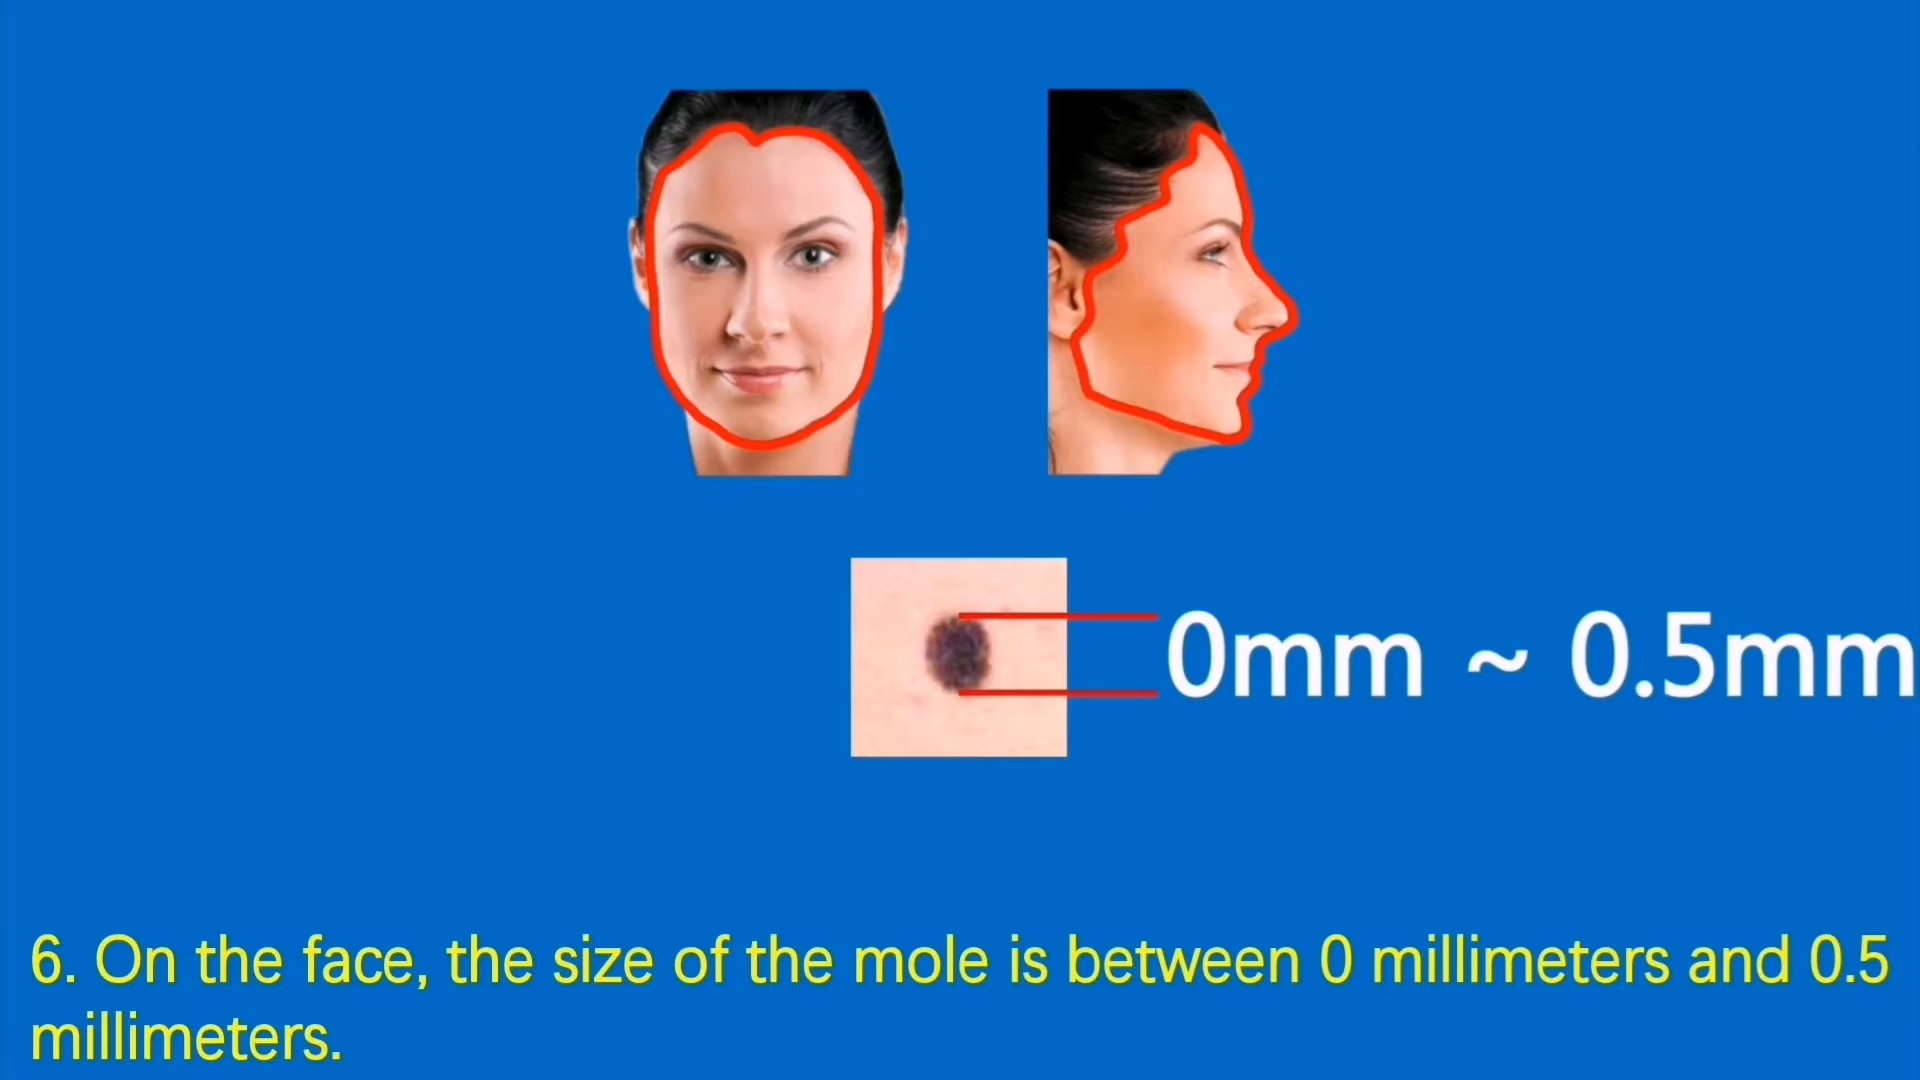 0mm ~ 0.5mm
6. On the face, the size of the mole is between 0 millimeters and 0.5
millimeters.